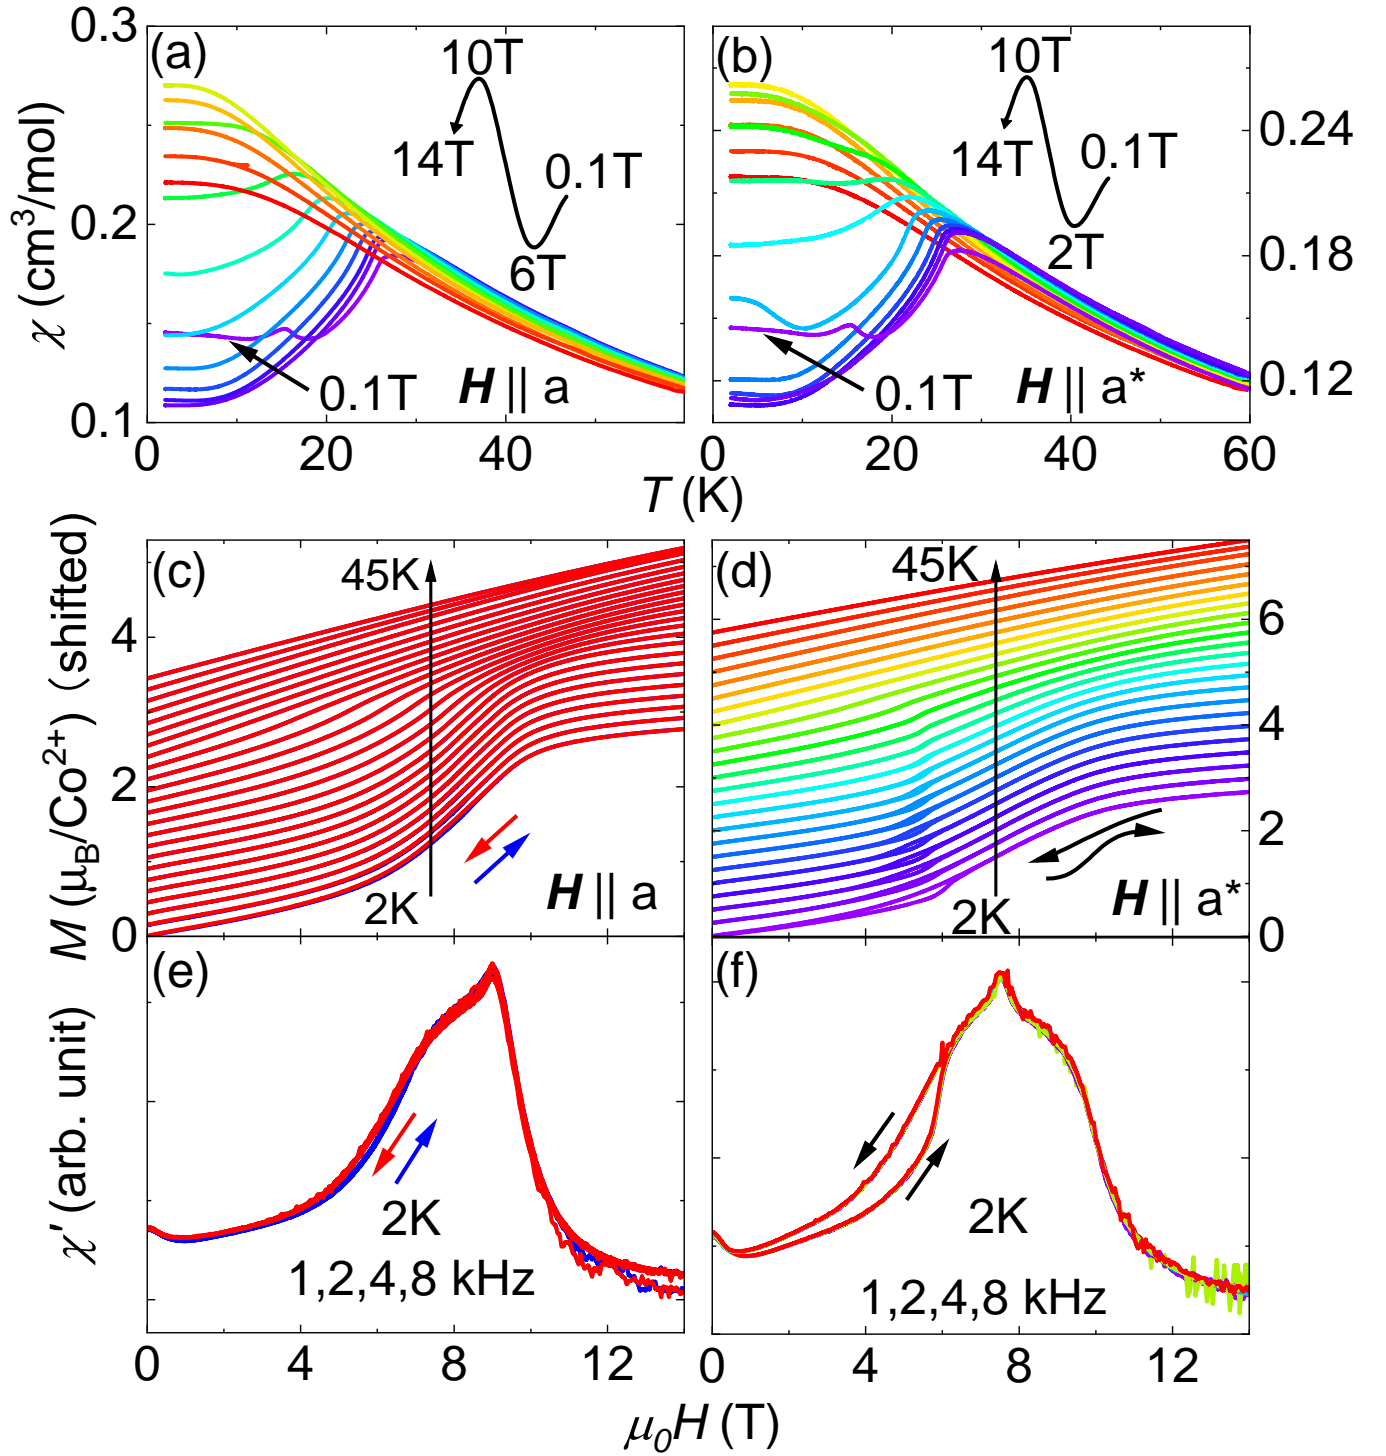 0.3
0.2
0.1
χ (cm³/mol)
(a)
10T
14T
0.1T
6T
0.1T
H || a
0 20 40
(b)
10T
14T
0.1T
2T
0.1T
H || a*
0.24
0.18
0.12
0 20 40 60
T (K)
M (μB/Co²⁺) (shifted)
4
2
0
(c)
45K
2K
H || a
(d)
45K
2K
H || a*
6
4
2
0
χ' (arb. unit)
(e)
2K
1,2,4,8 kHz
0 4 8 12
(f)
2K
1,2,4,8 kHz
0 4 8 12
μ₀H (T)